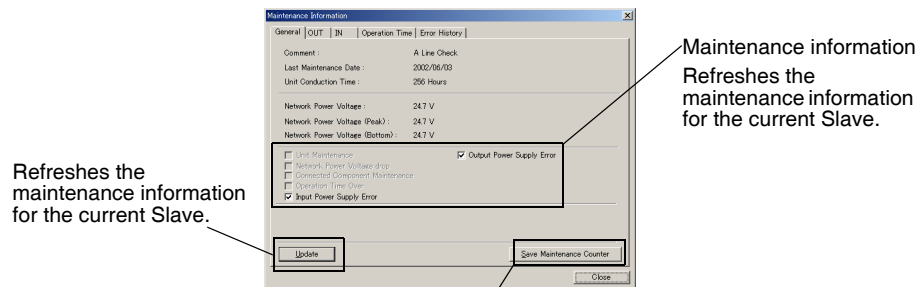 Maintenance Information
General OUT IN Operation Time Error History
Comment : A Line Check
Last Maintenance Date : 2002/06/03
Unit Conduction Time : 256 Hours
Network Power Voltage : 24.7 V
Network Power Voltage (Peak) : 24.7 V
Network Power Voltage (Bottom) : 24.7 V
Unit Maintenance
Output Power Supply Error
Network Power Voltage drop
Connected Component Maintenance
Operation Time Over
Input Power Supply Error
Update
Save Maintenance Counter
Close
Maintenance information
Refreshes the
maintenance information
for the current Slave.
Refreshes the
maintenance information
for the current Slave.